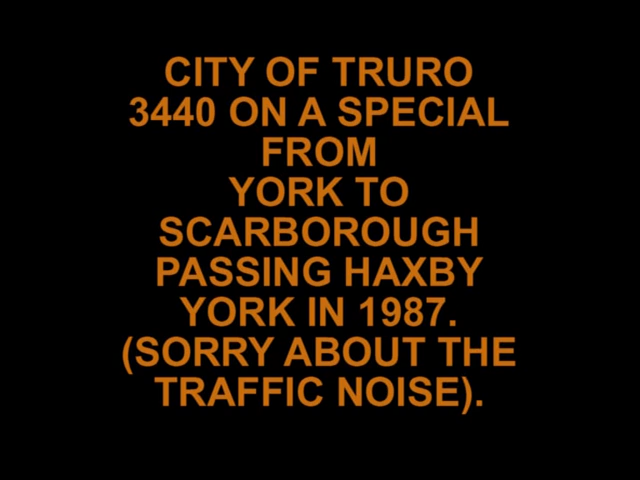 CITY OF TRURO
3440 ON A SPECIAL
FROM
YORK TO
SCARBOROUGH
PASSING HAXBY
YORK IN 1987.
(SORRY ABOUT THE
TRAFFIC NOISE).